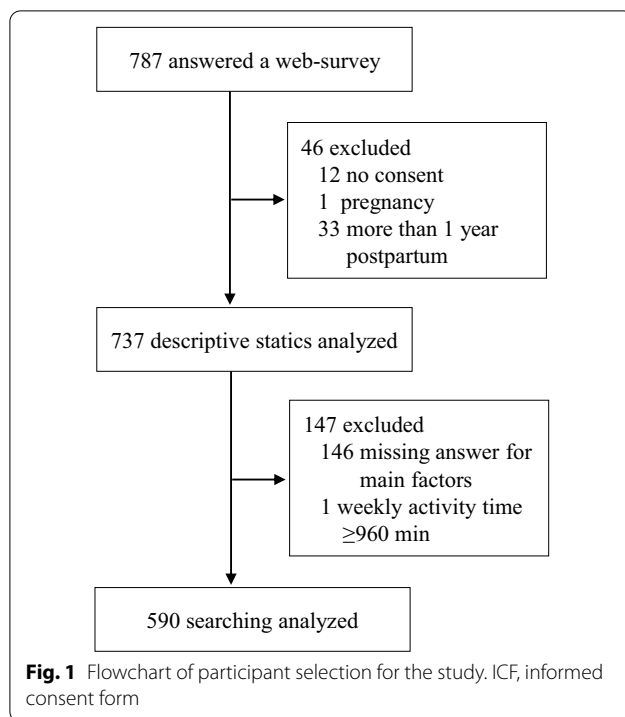 787 answered a web-survey
46 excluded
12 no consent
1 pregnancy
33 more than 1 year
postpartum
737 descriptive statics analyzed
147 excluded
146 missing answer for
main factors
1 weekly activity time
≥960 min
590 searching analyzed
Fig. 1 Flowchart of participant selection for the study. ICF, informed
consent form